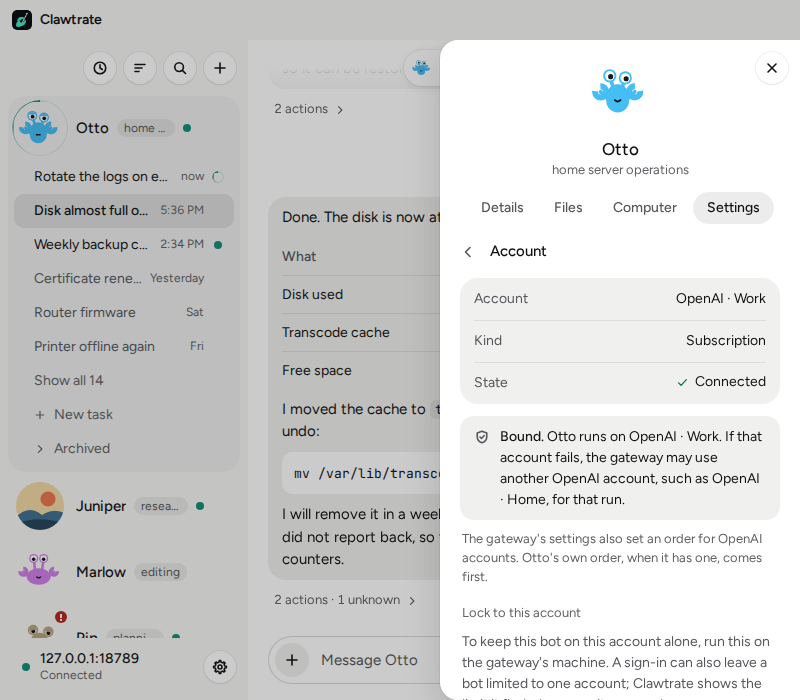 Clawtrate
Otto
home ...
Rotate the logs on e... now
Disk almost full o... 5:36 PM
Weekly backup c... 2:34 PM
Certificate rene... Yesterday
Router firmware Sat
Printer offline again Fri
Show all 14
New task
Archived
Juniper
resea...
Marlow
editing
Pip
planni...
127.0.0.1:18789
Connected
2 actions
Done. The disk is now at
What
Disk used
Transcode cache
Free space
I moved the cache to
undo:
mv /var/lib/transco
I will remove it in a week
did not report back, so
counters.
2 actions · 1 unknown
Message Otto
Otto
home server operations
Details Files Computer Settings
Account
Account OpenAI · Work
Kind Subscription
State Connected
Bound. Otto runs on OpenAI · Work. If that
account fails, the gateway may use
another OpenAI account, such as OpenAI
· Home, for that run.
The gateway's settings also set an order for OpenAI
accounts. Otto's own order, when it has one, comes
first.
Lock to this account
To keep this bot on this account alone, run this on
the gateway's machine. A sign-in can also leave a
bot limited to one account; Clawtrate shows the